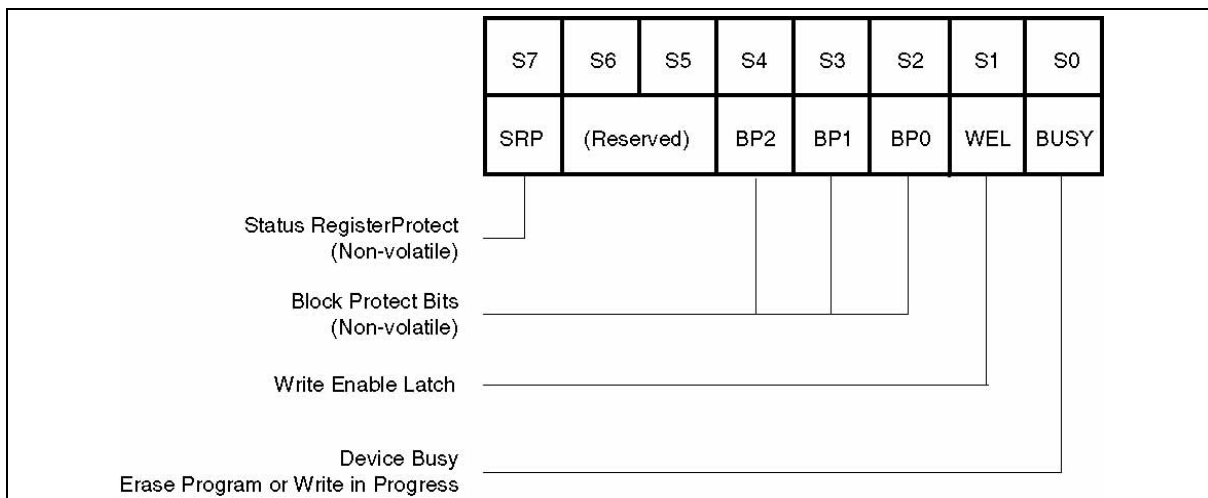 S7 S6 S5 S4 S3 S2 S1 S0
SRP (Reserved) BP2 BP1 BP0 WEL BUSY
Status RegisterProtect
(Non-volatile)
Block Protect Bits
(Non-volatile)
Write Enable Latch
Device Busy
Erase Program or Write in Progress